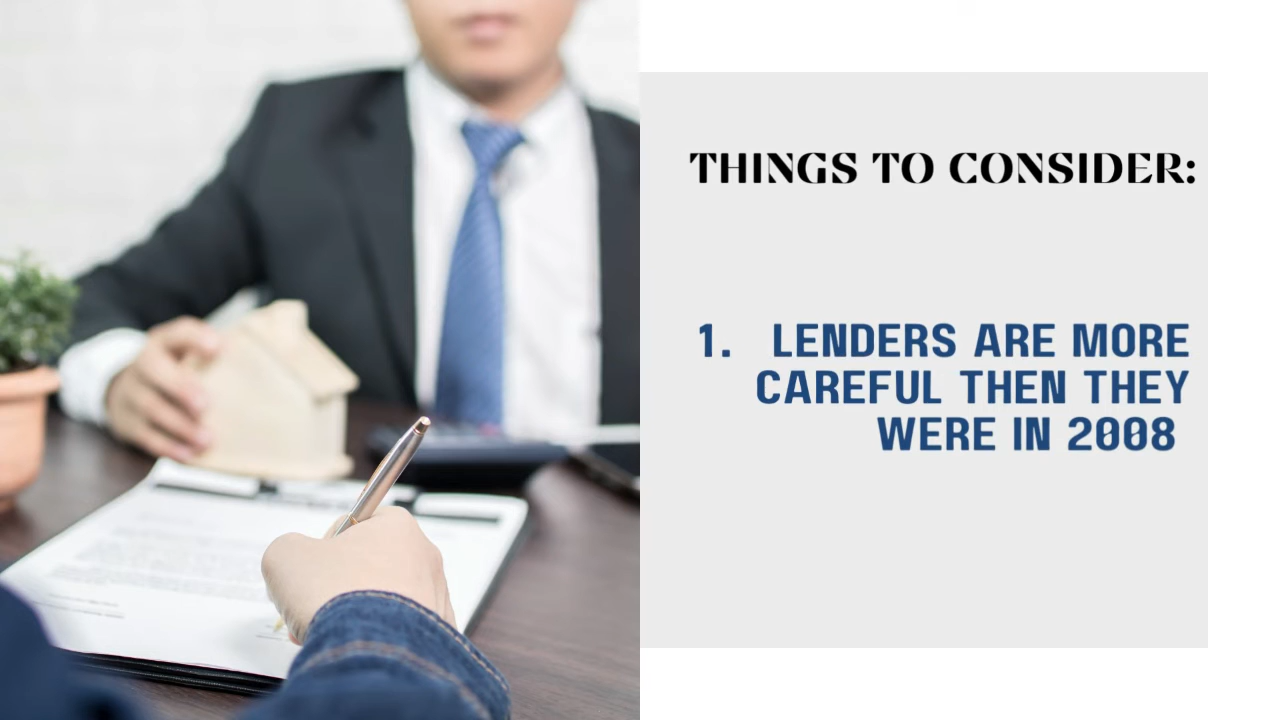 THINGS TO CONSIDER:
1. LENDERS ARE MORE
CAREFUL THEN THEY
WERE IN 2008